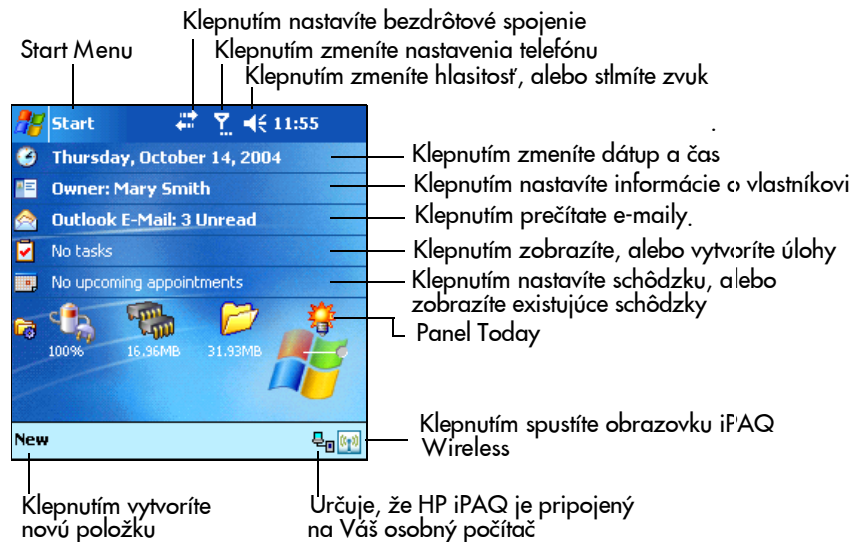 Klepnutím nastavíte bezdrôtové spojenie
Start Menu
Klepnutím zmeníte nastavenia telefónu
Klepnutím zmeníte hlasitosť, alebo stlmíte zvuk
Start
11:55
Thursday, October 14, 2004
Klepnutím zmeníte dátup a čas
Owner: Mary Smith
Klepnutím nastavíte informácie o vlastníkovi
Outlook E-Mail: 3 Unread
Klepnutím prečítate e-maily.
No tasks
Klepnutím zobrazíte, alebo vytvoríte úlohy
No upcoming appointments
Klepnutím nastavíte schôdzku, alebo
zobrazíte existujúce schôdzky
Panel Today
100% 16.96MB 31.93MB
Klepnutím spustíte obrazovku iPAQ
Wireless
New
Klepnutím vytvoríte
novú položku
Určuje, že HP iPAQ je pripojený
na Váš osobný počítač